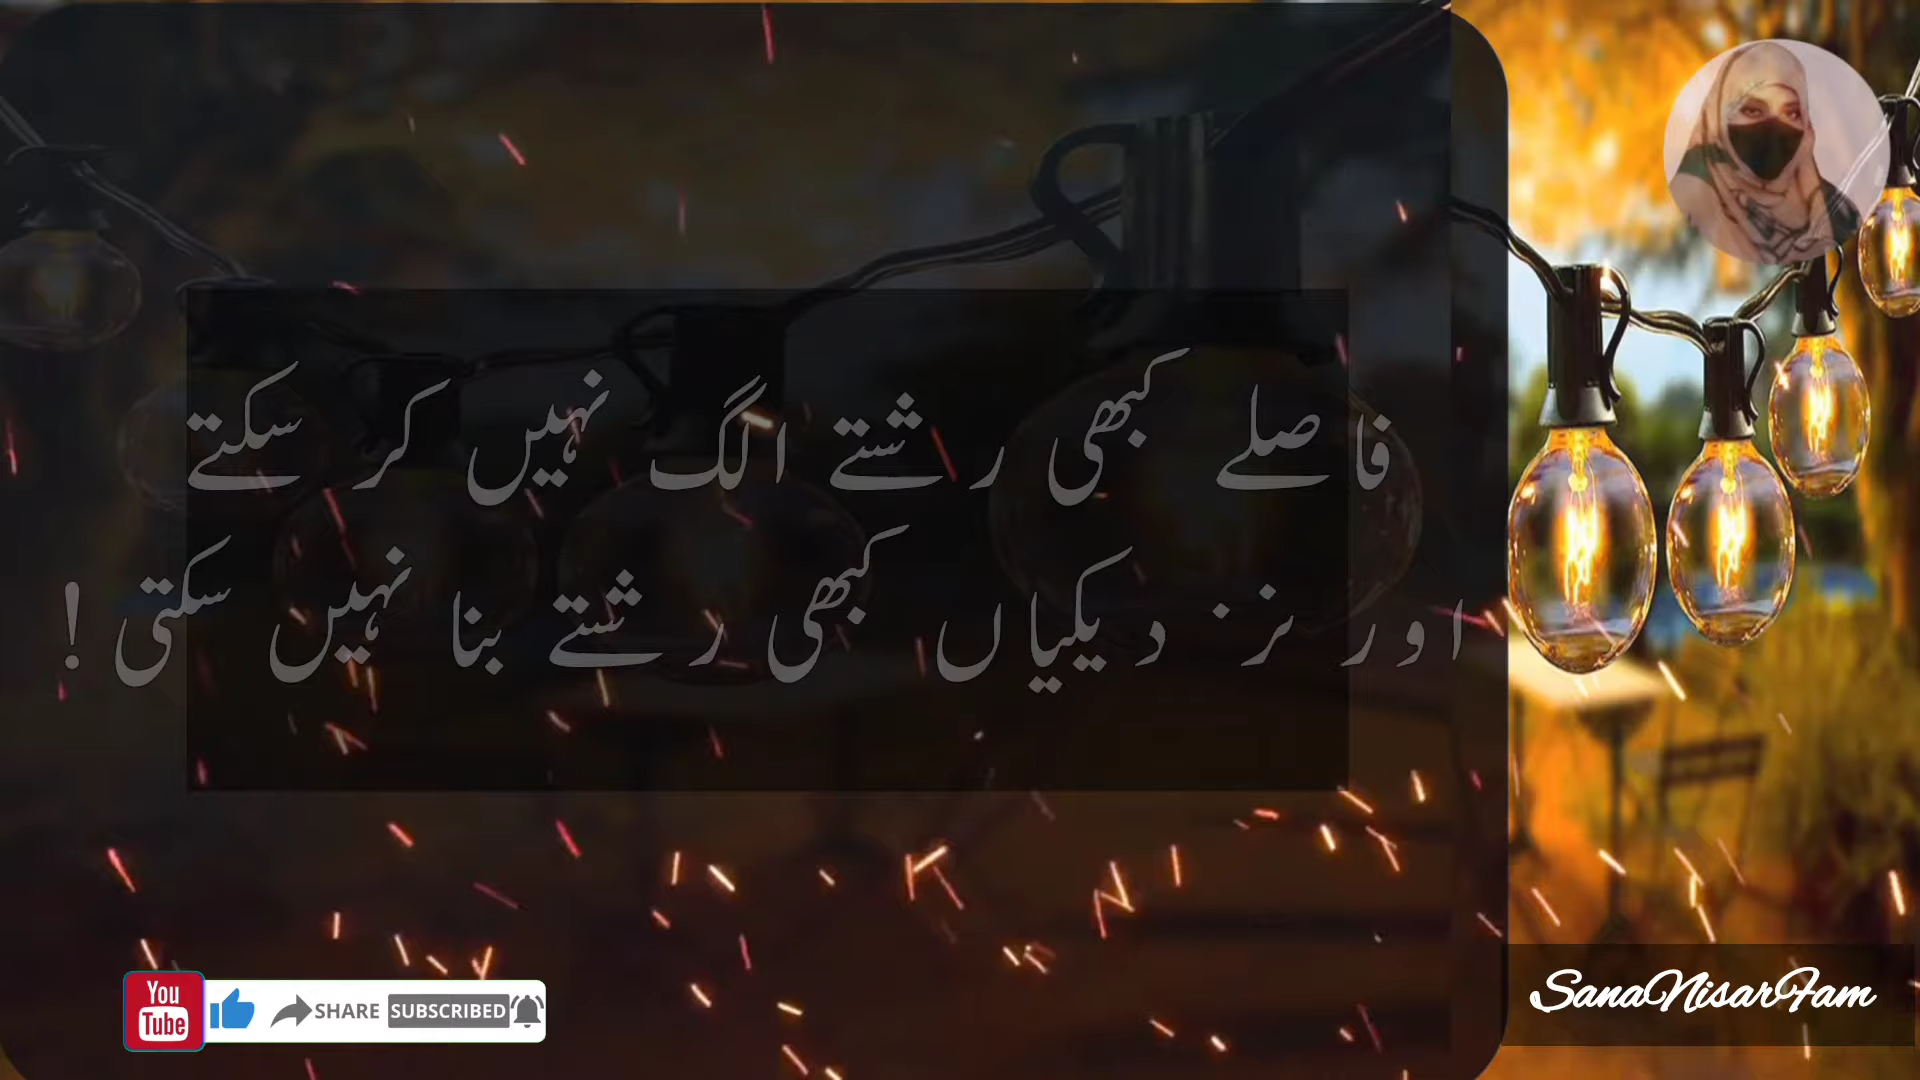 فاصلے کبھی رشتے الگ نہیں کر سکتے
اور نزدیکیاں کبھی رشتے بنا نہیں سکتی!
You
Tube
SHARE
SUBSCRIBED
SanaNisarFam